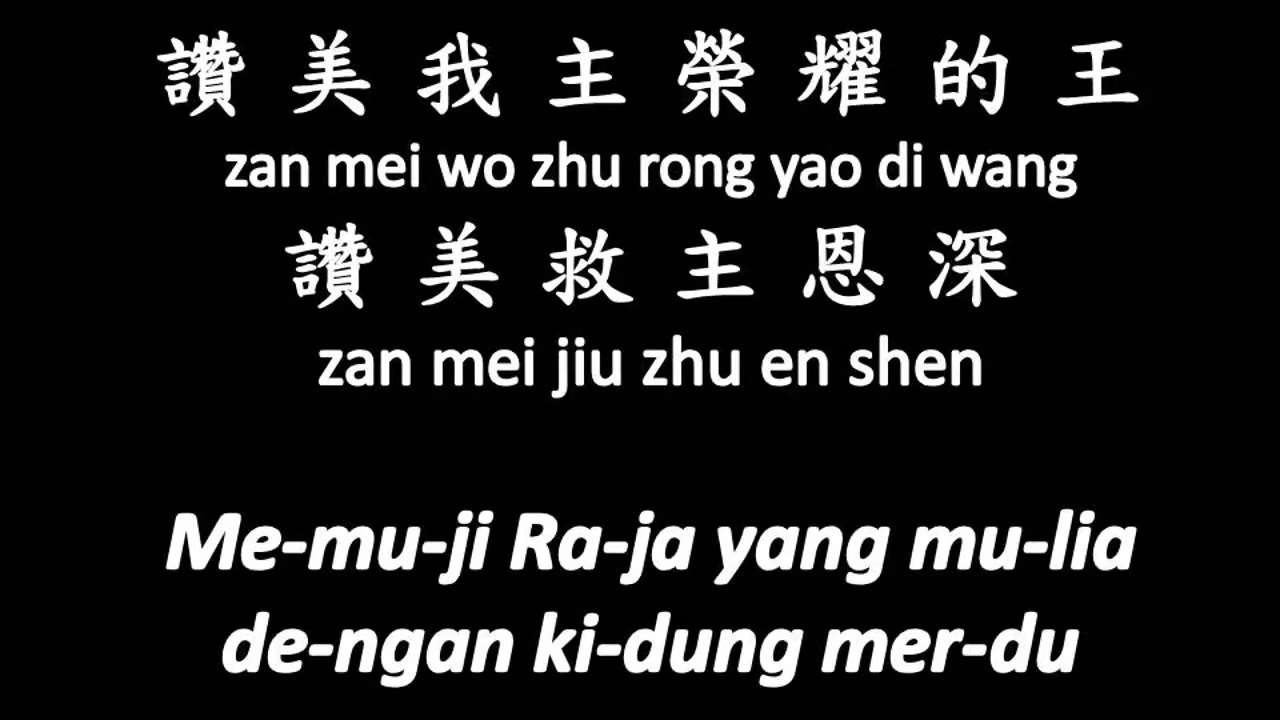 讚美我主榮耀的王
zan mei wo zhu rong yao di wang
讚美救主恩深
zan mei jiu zhu en shen
Me-mu-ji Ra-ja yang mu-lia
de-ngan ki-dung mer-du